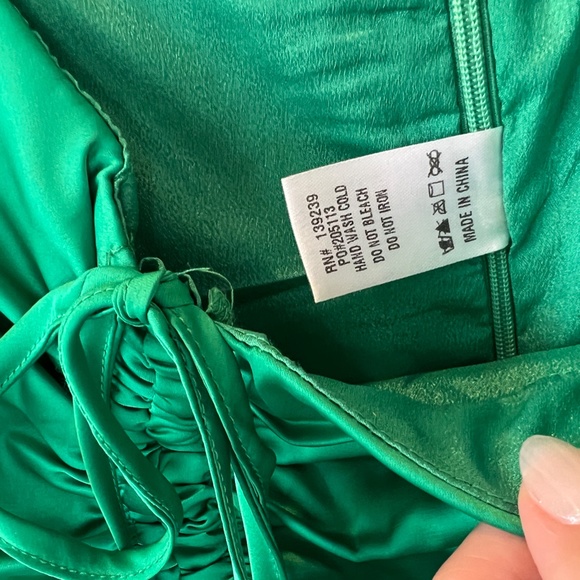 RN# 139239
PO#205113
HAND WASH COLD
DO NOT BLEACH
DO NOT IRON
MADE IN CHINA